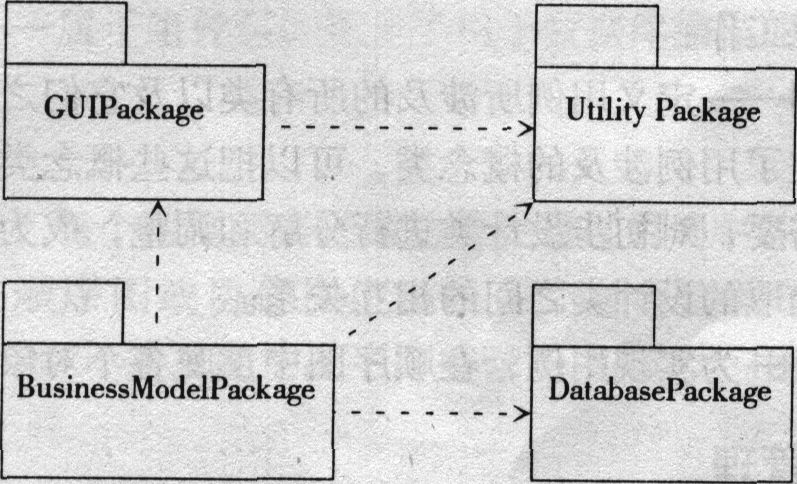 GUIPackage
Utility Package
BusinessModelPackage
DatabasePackage